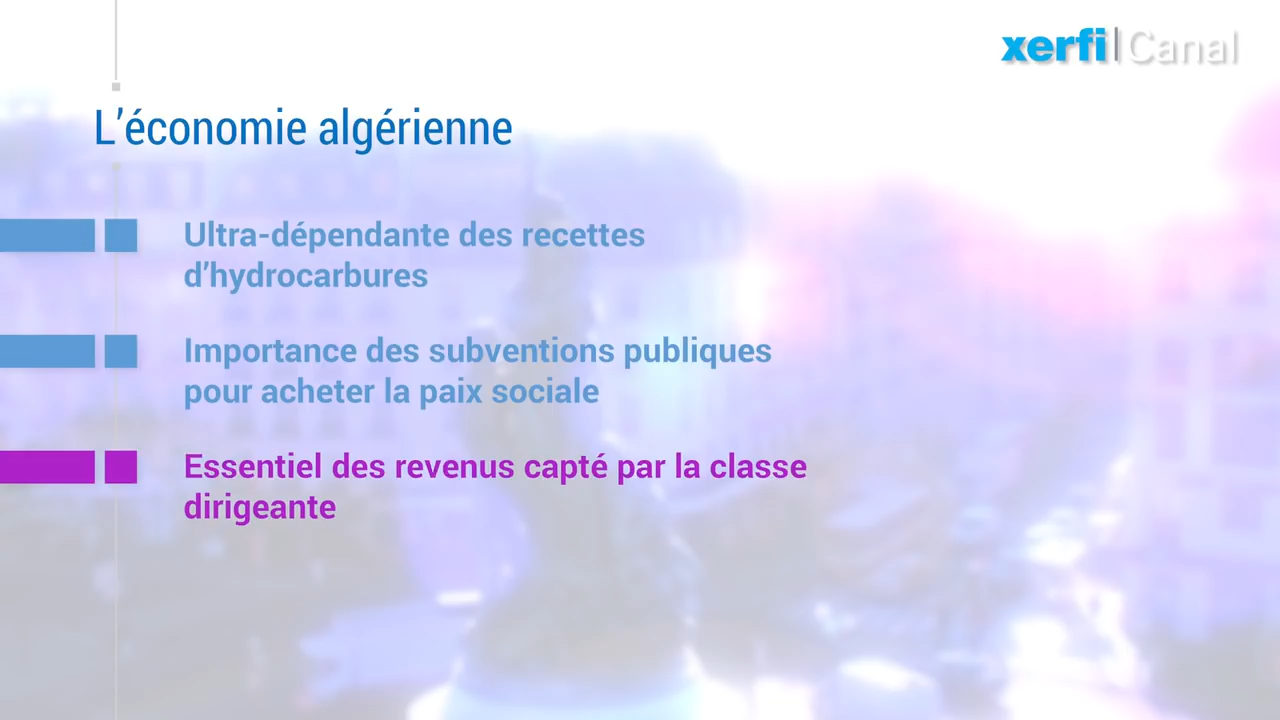 xerfi Canal
L’économie algérienne
Ultra-dépendante des recettes
d’hydrocarbures
Importance des subventions publiques
pour acheter la paix sociale
Essentiel des revenus capté par la classe
dirigeante